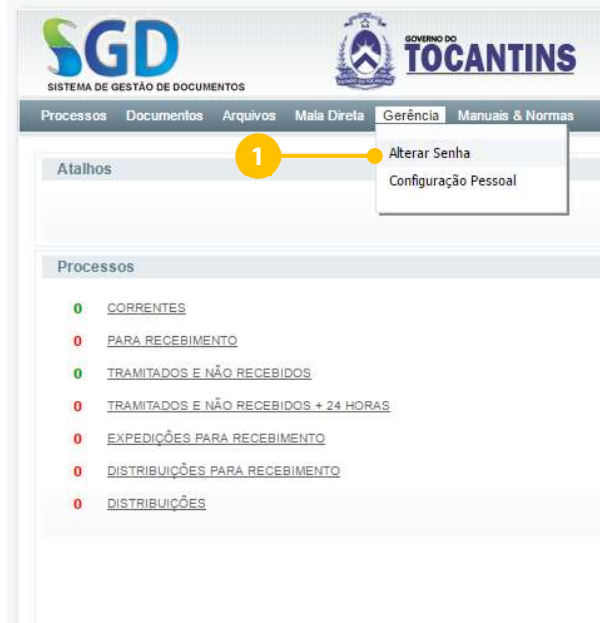 SGD
SISTEMA DE GESTÃO DE DOCUMENTOS
GOVERNO DO
TOCANTINS
Processos Documentos Arquivos Mala Direta Gerência Manuais & Normas
1
Alterar Senha
Configuração Pessoal
Atalhos
Processos
0 CORRENTES
0 PARA RECEBIMENTO
0 TRAMITADOS E NÃO RECEBIDOS
0 TRAMITADOS E NÃO RECEBIDOS + 24 HORAS
0 EXPEDIÇÕES PARA RECEBIMENTO
0 DISTRIBUIÇÕES PARA RECEBIMENTO
0 DISTRIBUIÇÕES